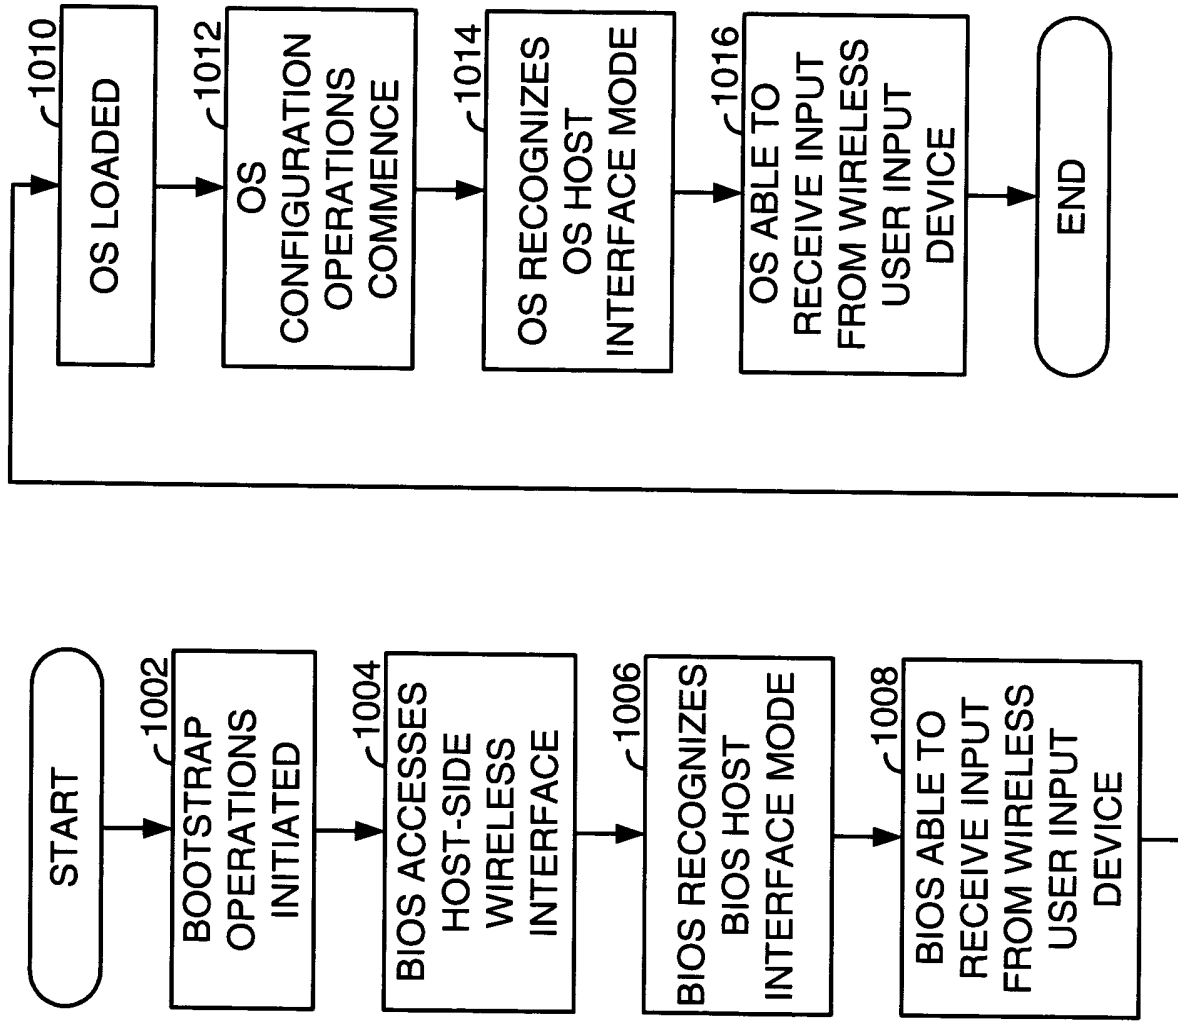 START
1002
BOOTSTRAP
OPERATIONS
INITIATED
1004
BIOS ACCESSES
HOST-SIDE
WIRELESS
INTERFACE
1006
BIOS RECOGNIZES
BIOS HOST
INTERFACE MODE
1008
BIOS ABLE TO
RECEIVE INPUT
FROM WIRELESS
USER INPUT
DEVICE
1010
OS LOADED
1012
OS
CONFIGURATION
OPERATIONS
COMMENCE
1014
OS RECOGNIZES
OS HOST
INTERFACE MODE
1016
OS ABLE TO
RECEIVE INPUT
FROM WIRELESS
USER INPUT
DEVICE
END